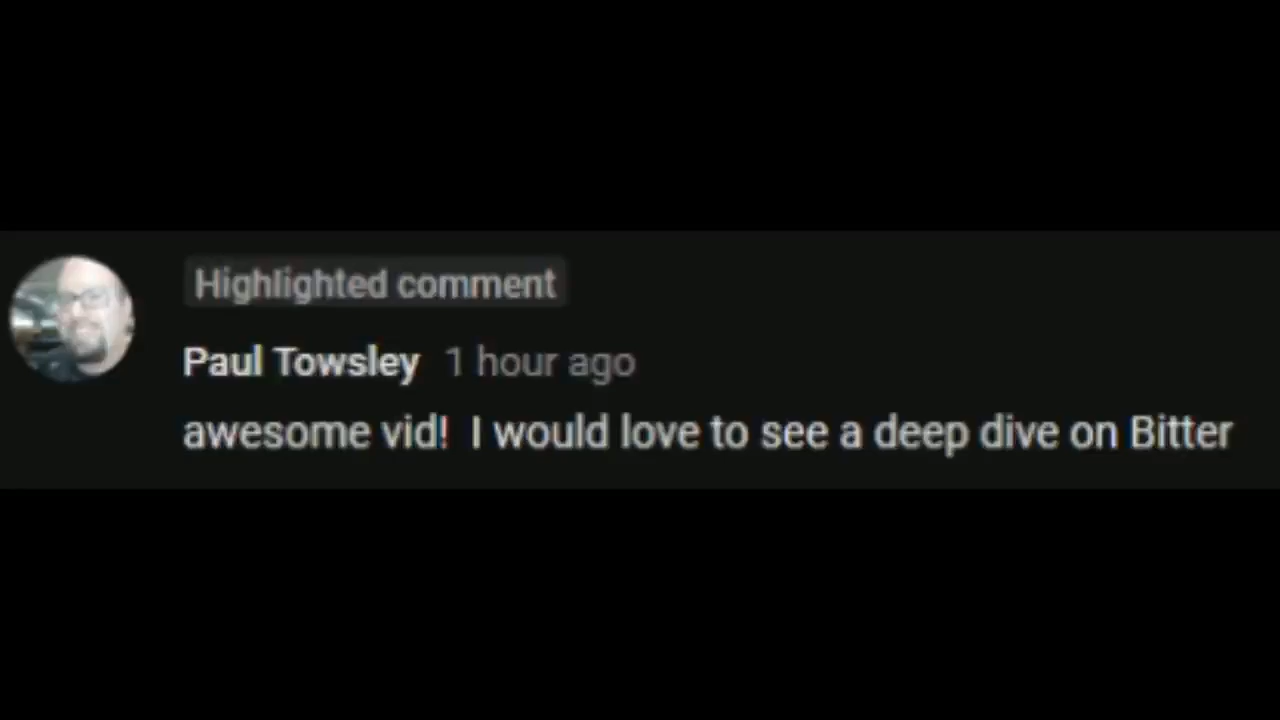 Highlighted comment
Paul Towsley 1 hour ago
awesome vid!  I would love to see a deep dive on Bitter